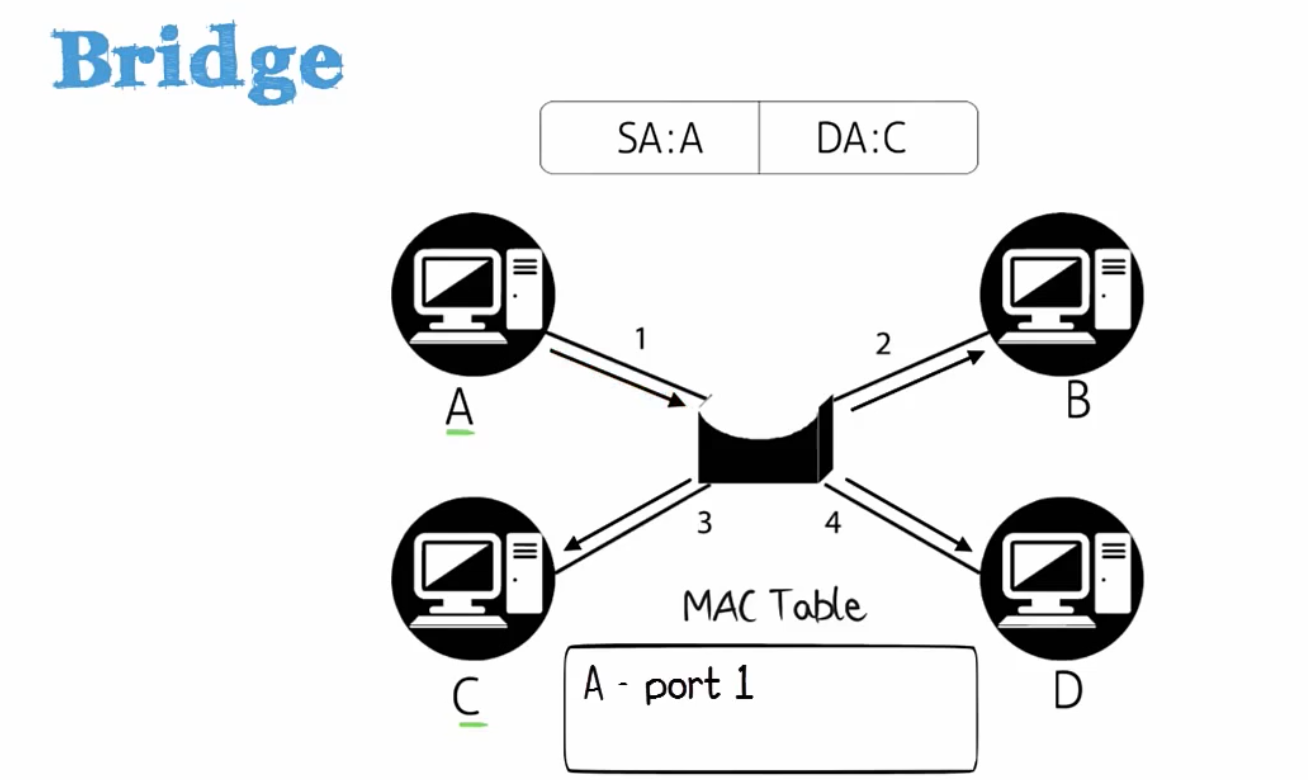 Bridge
SA:A DA:C
1
2
A
B
3
4
MAC Table
A - port 1
C
D